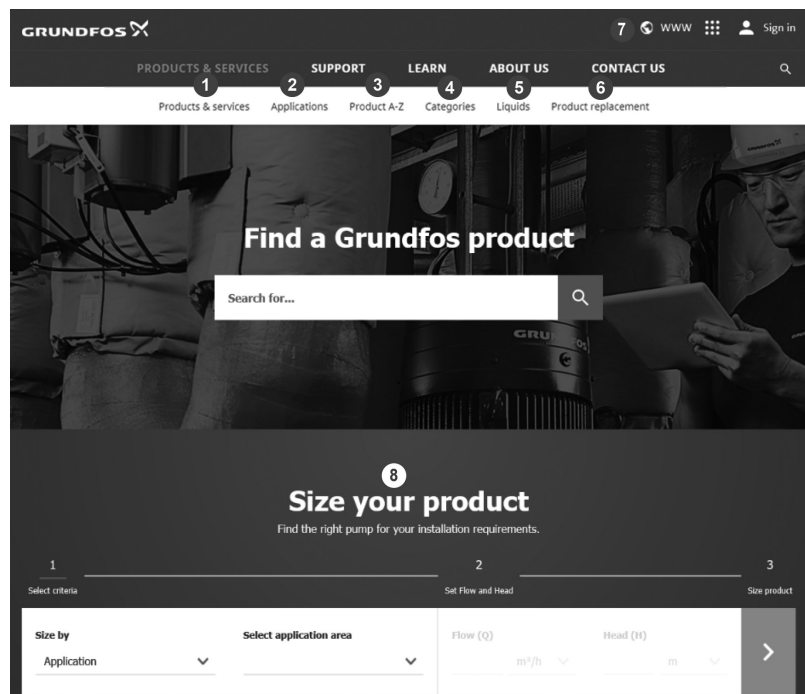 GRUNDFOS
7 WWW Sign in
PRODUCTS & SERVICES SUPPORT LEARN ABOUT US CONTACT US
1 2 3 4 5 6
Products & services Applications Product A-Z Categories Liquids Product replacement
Find a Grundfos product
Search for...
GRUNDFOS
8
Size your product
Find the right pump for your installation requirements.
1 2 3
Select criteria Set Flow and Head Size product
Size by Select application area Flow (Q) Head (H)
Application m³/h m